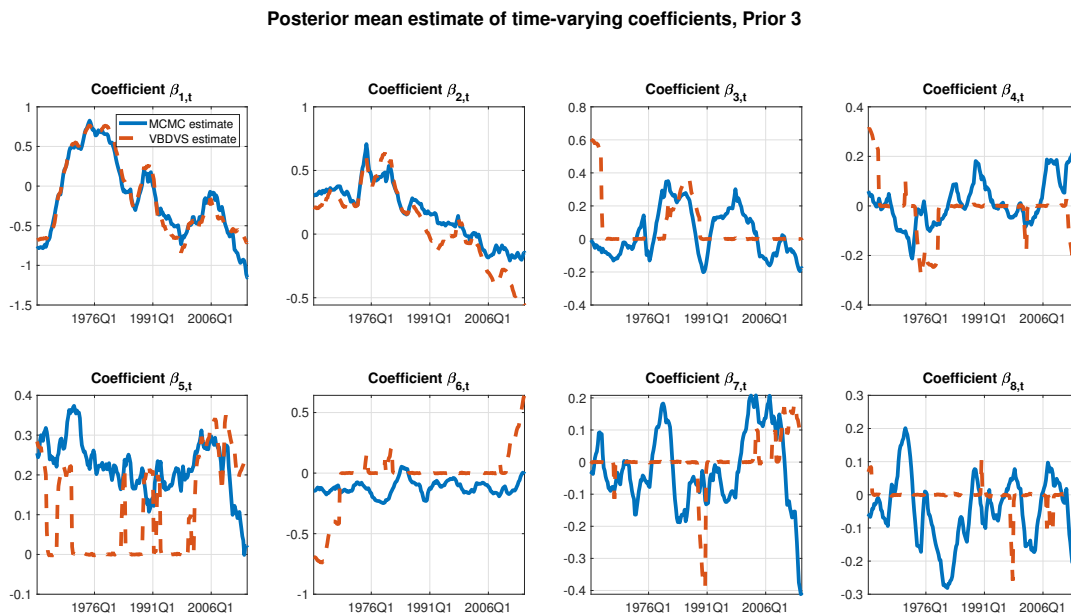 Posterior mean estimate of time-varying coefficients, Prior 3
Coefficient β1,t
1
0.5
0
-0.5
-1
-1.5
1976Q1 1991Q1 2006Q1
MCMC estimate
VBDVS estimate
Coefficient β2,t
1
0.5
0
-0.5
1976Q1 1991Q1 2006Q1
Coefficient β3,t
0.8
0.6
0.4
0.2
0
-0.2
-0.4
1976Q1 1991Q1 2006Q1
Coefficient β4,t
0.4
0.2
0
-0.2
-0.4
1976Q1 1991Q1 2006Q1
Coefficient β5,t
0.4
0.3
0.2
0.1
0
-0.1
1976Q1 1991Q1 2006Q1
Coefficient β6,t
0.5
0
-0.5
-1
1976Q1 1991Q1 2006Q1
Coefficient β7,t
0.2
0.1
0
-0.1
-0.2
-0.3
-0.4
1976Q1 1991Q1 2006Q1
Coefficient β8,t
0.3
0.2
0.1
0
-0.1
-0.2
-0.3
1976Q1 1991Q1 2006Q1